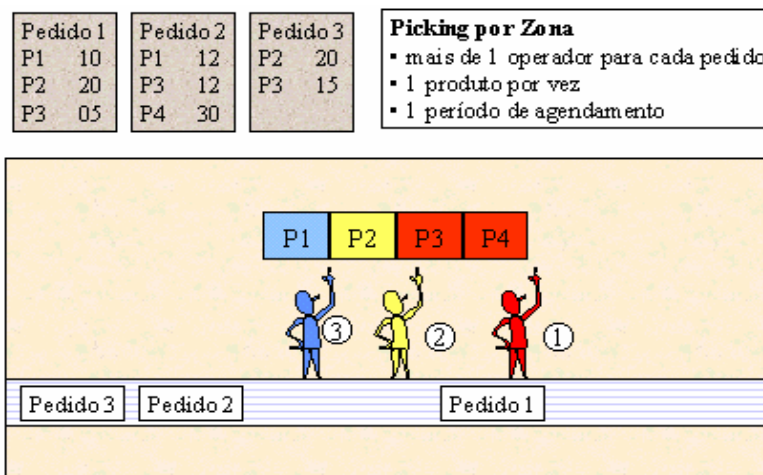 Pedido 1
P1 10
P2 20
P3 05
Pedido 2
P1 12
P3 12
P4 30
Pedido 3
P2 20
P3 15
Picking por Zona
▪ mais de 1 operador para cada pedido
▪ 1 produto por vez
▪ 1 período de agendamento
P1 P2 P3 P4
3 2 1
Pedido 3 Pedido 2 Pedido 1